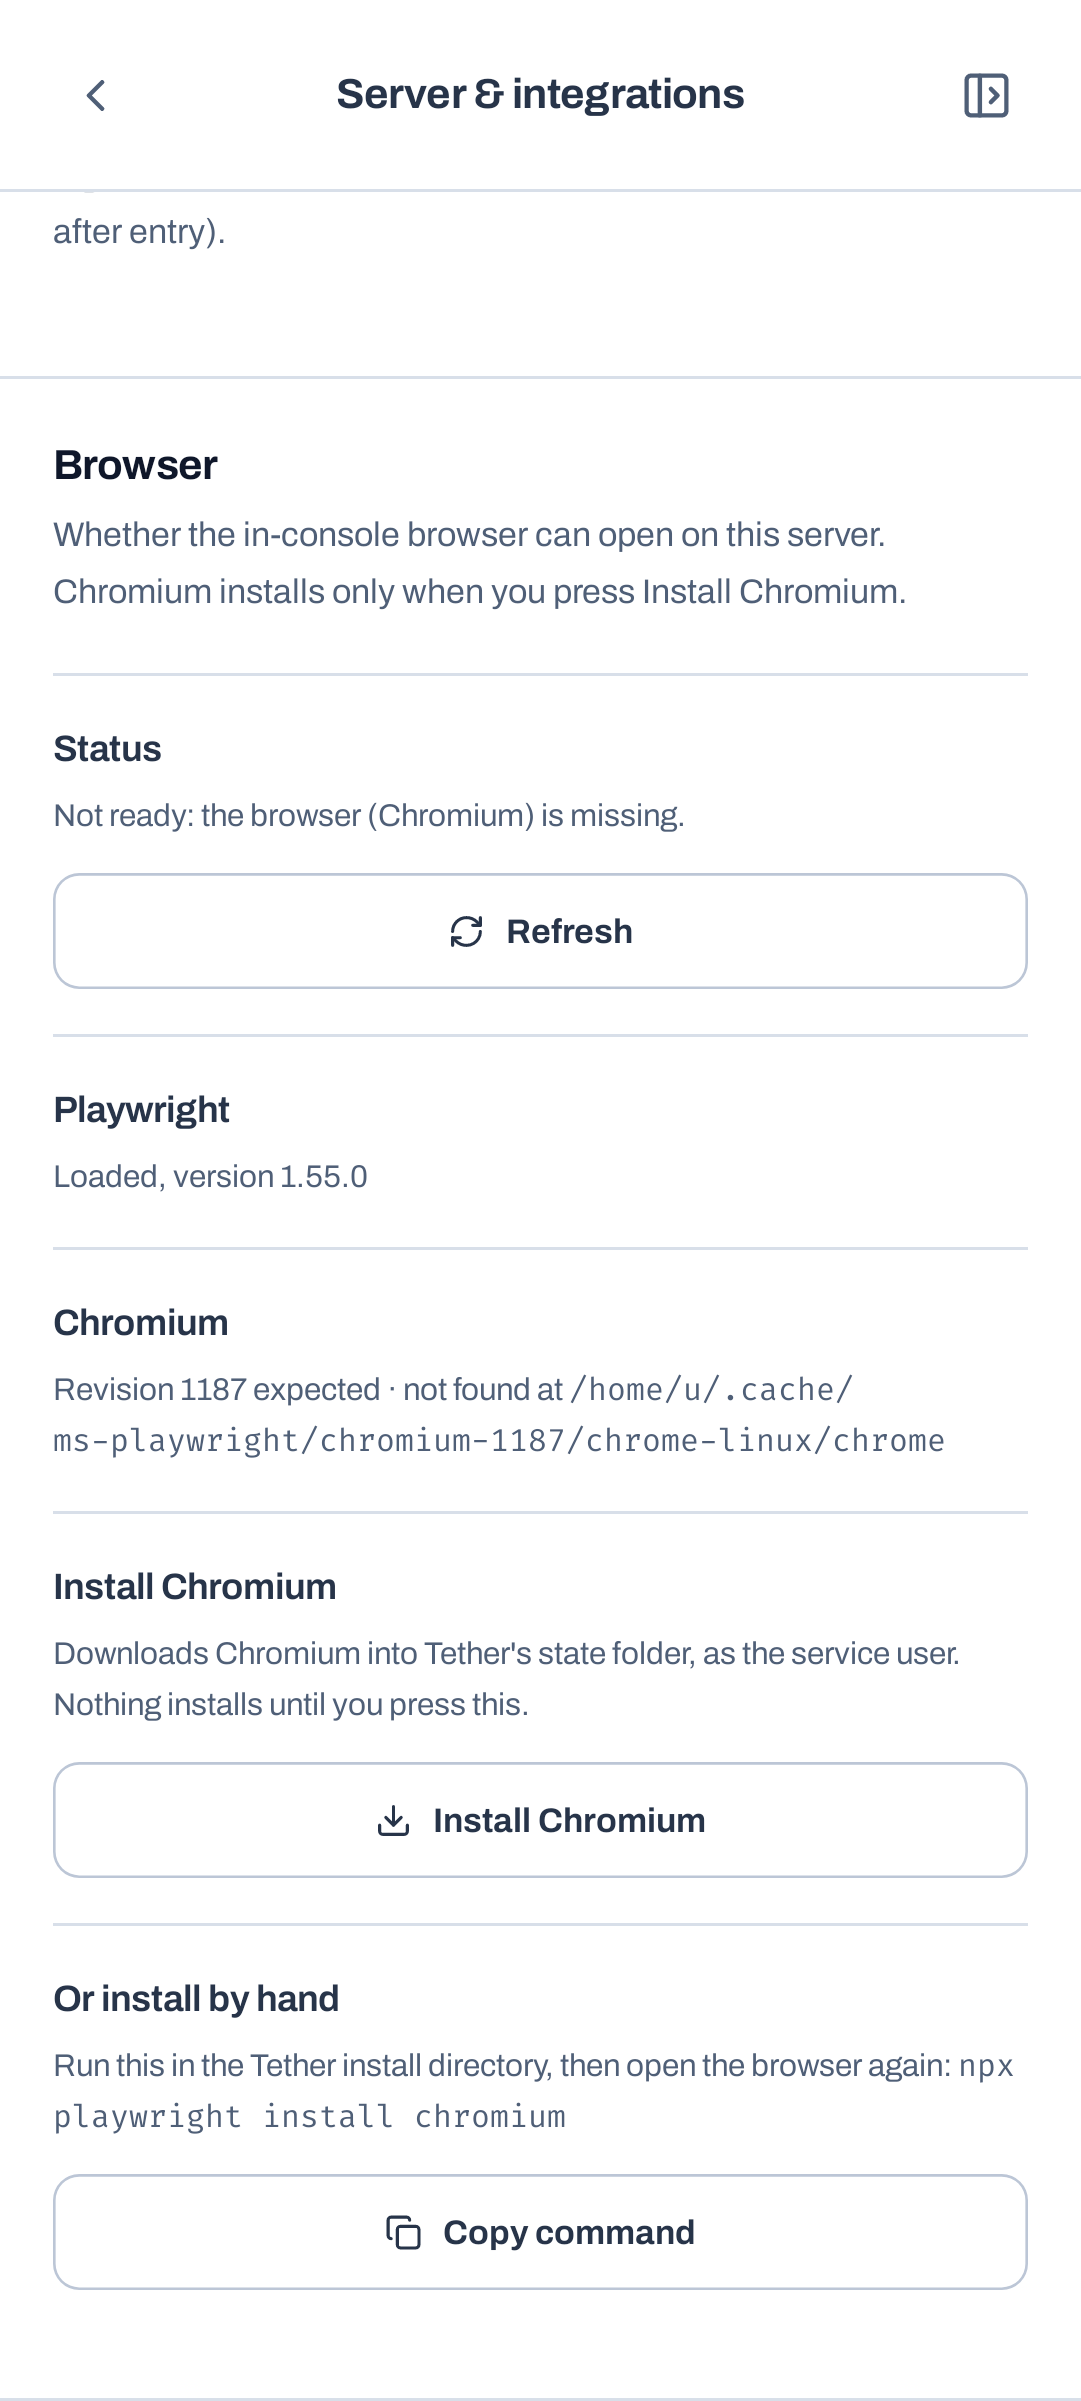 Server & integrations
after entry).
Browser
Whether the in-console browser can open on this server.
Chromium installs only when you press Install Chromium.
Status
Not ready: the browser (Chromium) is missing.
Refresh
Playwright
Loaded, version 1.55.0
Chromium
Revision 1187 expected · not found at /home/u/.cache/
ms-playwright/chromium-1187/chrome-linux/chrome
Install Chromium
Downloads Chromium into Tether's state folder, as the service user.
Nothing installs until you press this.
Install Chromium
Or install by hand
Run this in the Tether install directory, then open the browser again: npx
playwright install chromium
Copy command